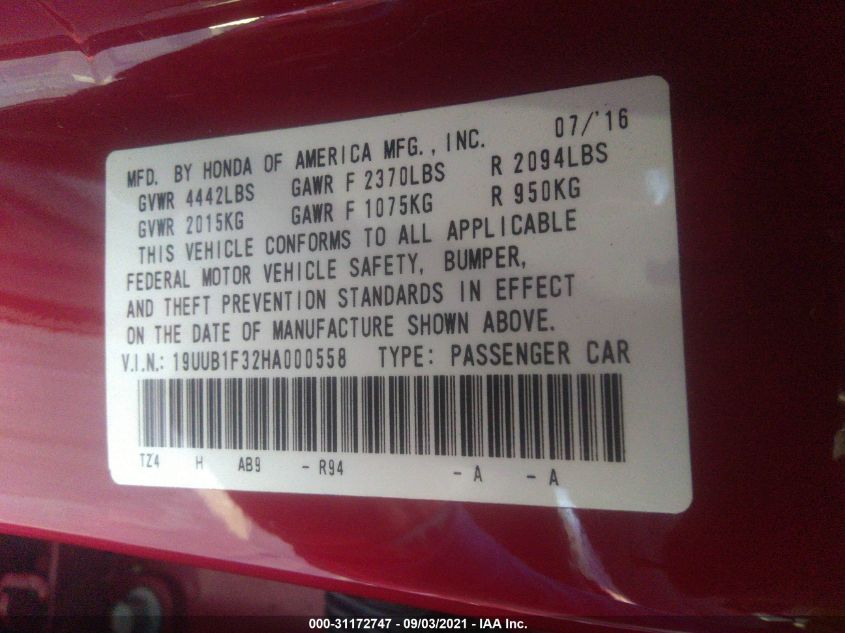 MFD. BY HONDA OF AMERICA MFG., INC. 07/'16
GVWR 4442LBS GAWR F 2370LBS R 2094LBS
GVWR 2015KG GAWR F 1075KG R 950KG
THIS VEHICLE CONFORMS TO ALL APPLICABLE
FEDERAL MOTOR VEHICLE SAFETY, BUMPER,
AND THEFT PREVENTION STANDARDS IN EFFECT
ON THE DATE OF MANUFACTURE SHOWN ABOVE.
V.I.N.: 19UUB1F32HA000558 TYPE: PASSENGER CAR
TZ4 H AB9 - R94 - A - A
000-31172747 - 09/03/2021 - IAA Inc.